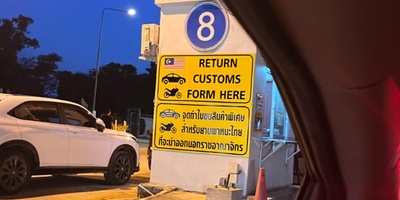 8
RETURN
CUSTOMS
FORM HERE
จุดทำใบขนสินค้าพิเศษ
สำหรับยานพาหนะไทย
ที่จะนำออกนอกราชอาณาจักร